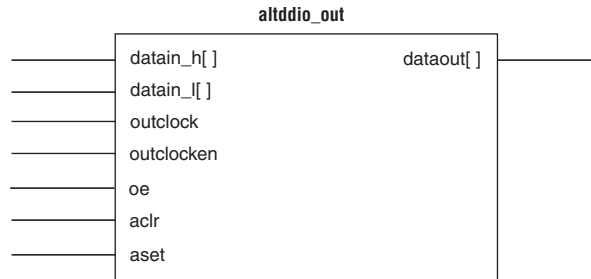 altddio_out
datain_h[ ] dataout[ ]
datain_l[ ]
outclock
outclocken
oe
aclr
aset